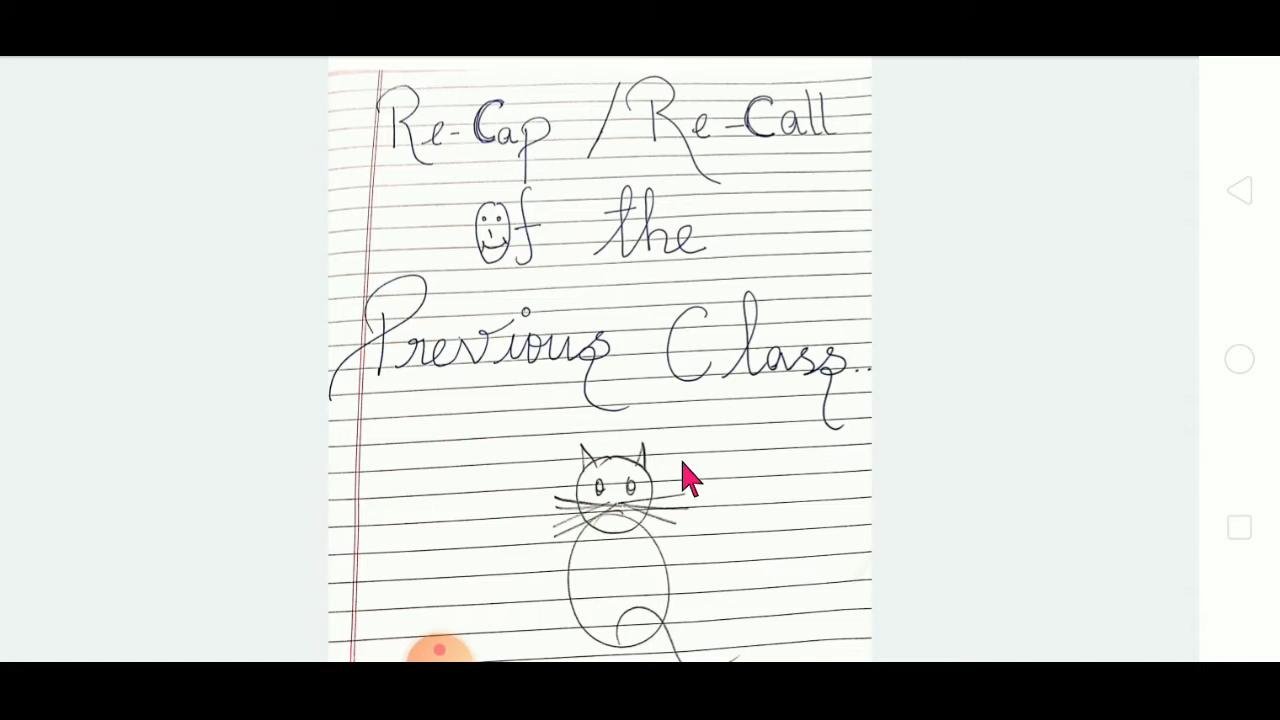 Re-Cap / Re-Call
Of the
Previous Class..